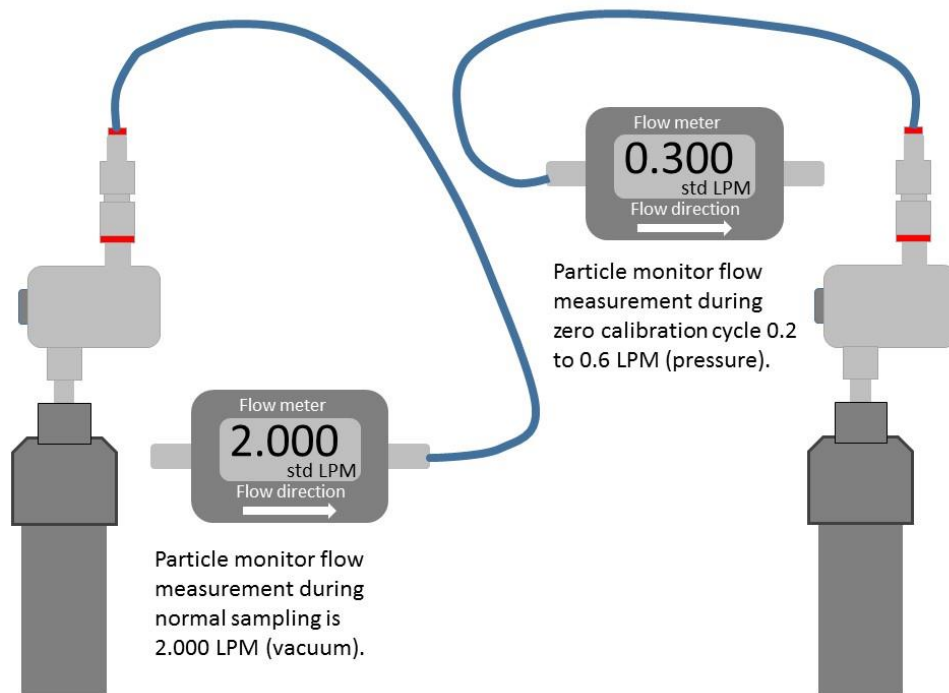 Flow meter
0.300
std LPM
Flow direction
Particle monitor flow
measurement during
zero calibration cycle 0.2
to 0.6 LPM (pressure).
Flow meter
2.000
std LPM
Flow direction
Particle monitor flow
measurement during
normal sampling is
2.000 LPM (vacuum).